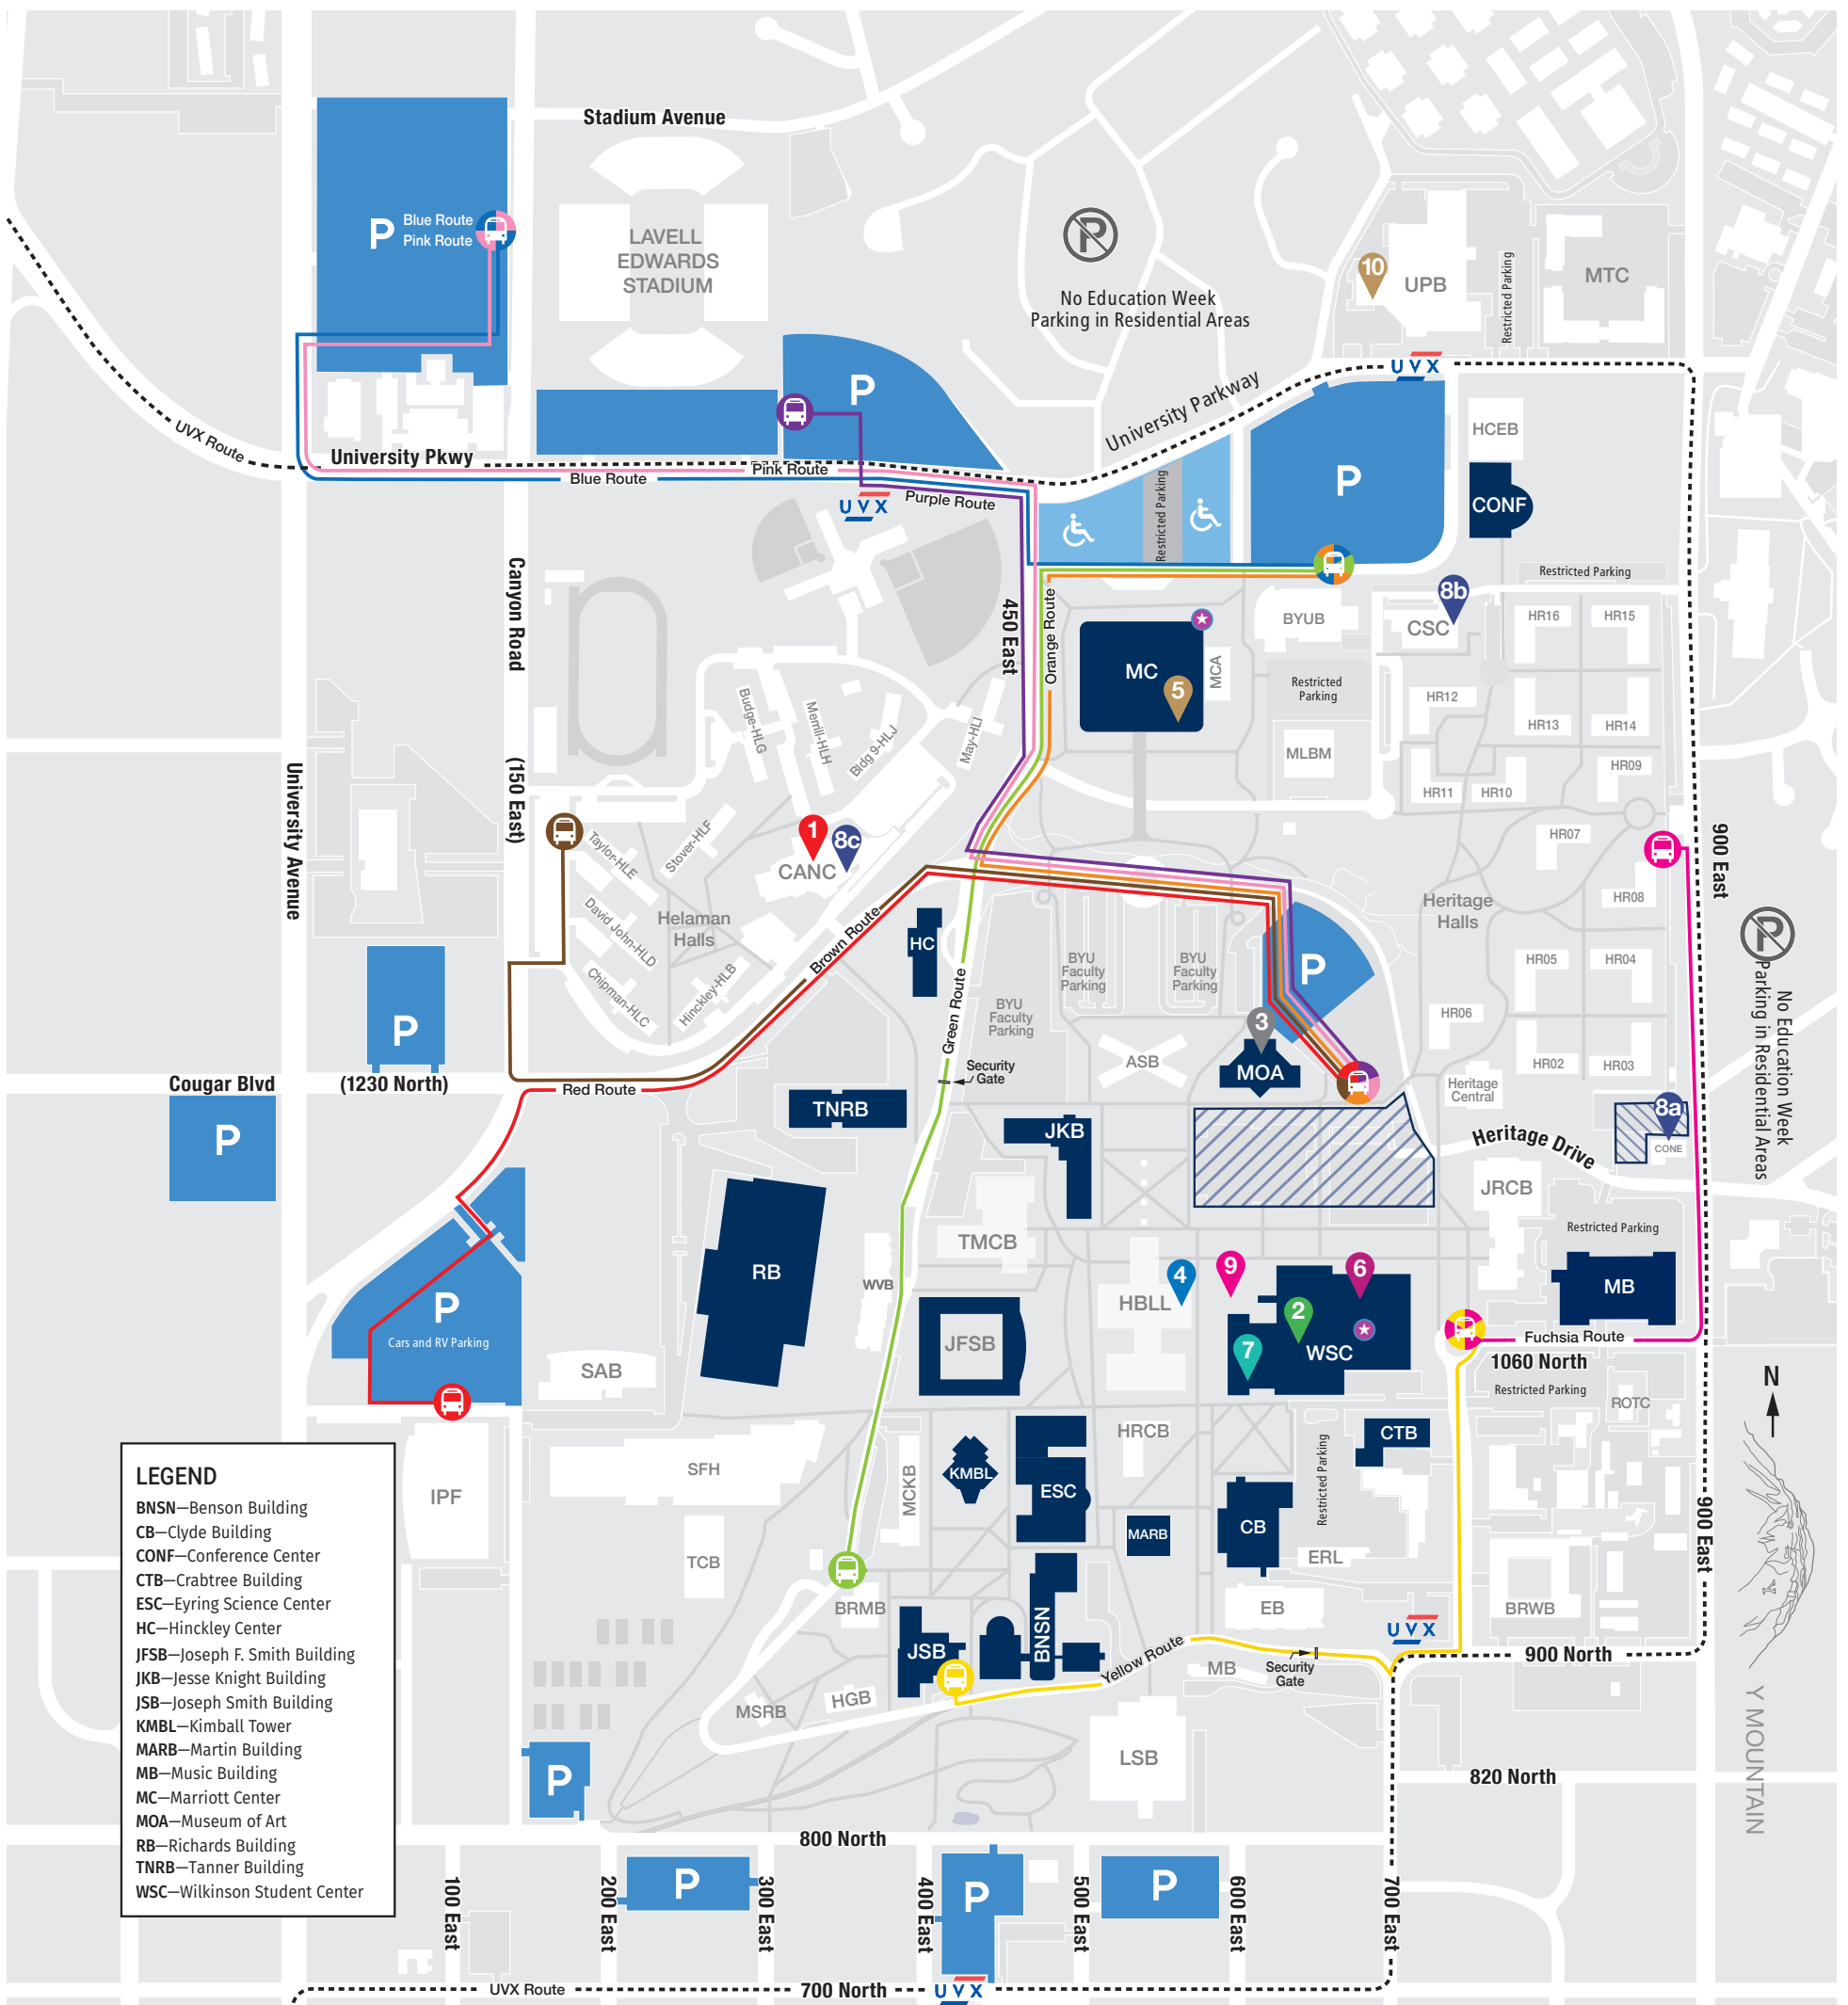 Stadium Avenue
P
Blue Route
Pink Route
LAVELL
EDWARDS
STADIUM
P
No Education Week
Parking in Residential Areas
10
UPB
Restricted Parking
MTC
UVX
P
University Parkway
HCEB
UVX Route
University Pkwy
Pink Route
Blue Route
UVX
Purple Route
Restricted Parking
P
CONF
Canyon Road
(150 East)
450 East
Orange Route
Restricted Parking
8b
CSC
BYUB
HR16
HR15
MC
5
MCA
Restricted
Parking
HR12
HR13
HR14
Budge-HLG
Merrill-HLH
Bldg 9-HLJ
May-HLI
MLBM
HR09
HR11
HR10
University Avenue
1
8c
CANC
Taylor-HLE
Stover-HLF
HR07
900 East
HR08
Heritage
Halls
David John-HLD
Helaman
Halls
Brown Route
HC
Chipman-HLC
Hinckley-HLB
Green Route
BYU
Faculty
Parking
BYU
Faculty
Parking
BYU
Faculty
Parking
P
HR05
HR04
P
No Education Week
Parking in Residential Areas
P
3
HR06
ASB
MOA
HR02
HR03
Cougar Blvd
(1230 North)
Red Route
Security
Gate
Heritage
Central
TNRB
JKB
8a
CONE
P
Heritage Drive
JRCB
Restricted Parking
TMCB
RB
WVB
4
9
6
MB
HBLL
2
P
Cars and RV Parking
JFSB
7
WSC
Fuchsia Route
1060 North
SAB
Restricted Parking
N
ROTC
HRCB
CTB
LEGEND
BNSN—Benson Building
CB—Clyde Building
CONF—Conference Center
CTB—Crabtree Building
ESC—Eyring Science Center
HC—Hinckley Center
JFSB—Joseph F. Smith Building
JKB—Jesse Knight Building
JSB—Joseph Smith Building
KMBL—Kimball Tower
MARB—Martin Building
MB—Music Building
MC—Marriott Center
MOA—Museum of Art
RB—Richards Building
TNRB—Tanner Building
WSC—Wilkinson Student Center
IPF
SFH
MCKB
KMBL
ESC
Restricted Parking
MARB
CB
900 East
TCB
ERL
BRMB
EB
BRWB
UVX
JSB
BNSN
Yellow Route
MB
Security
Gate
900 North
MSRB
HGB
Y MOUNTAIN
Y
LSB
P
820 North
800 North
P
P
P
100 East
200 East
300 East
400 East
500 East
600 East
700 East
UVX Route
700 North
UVX